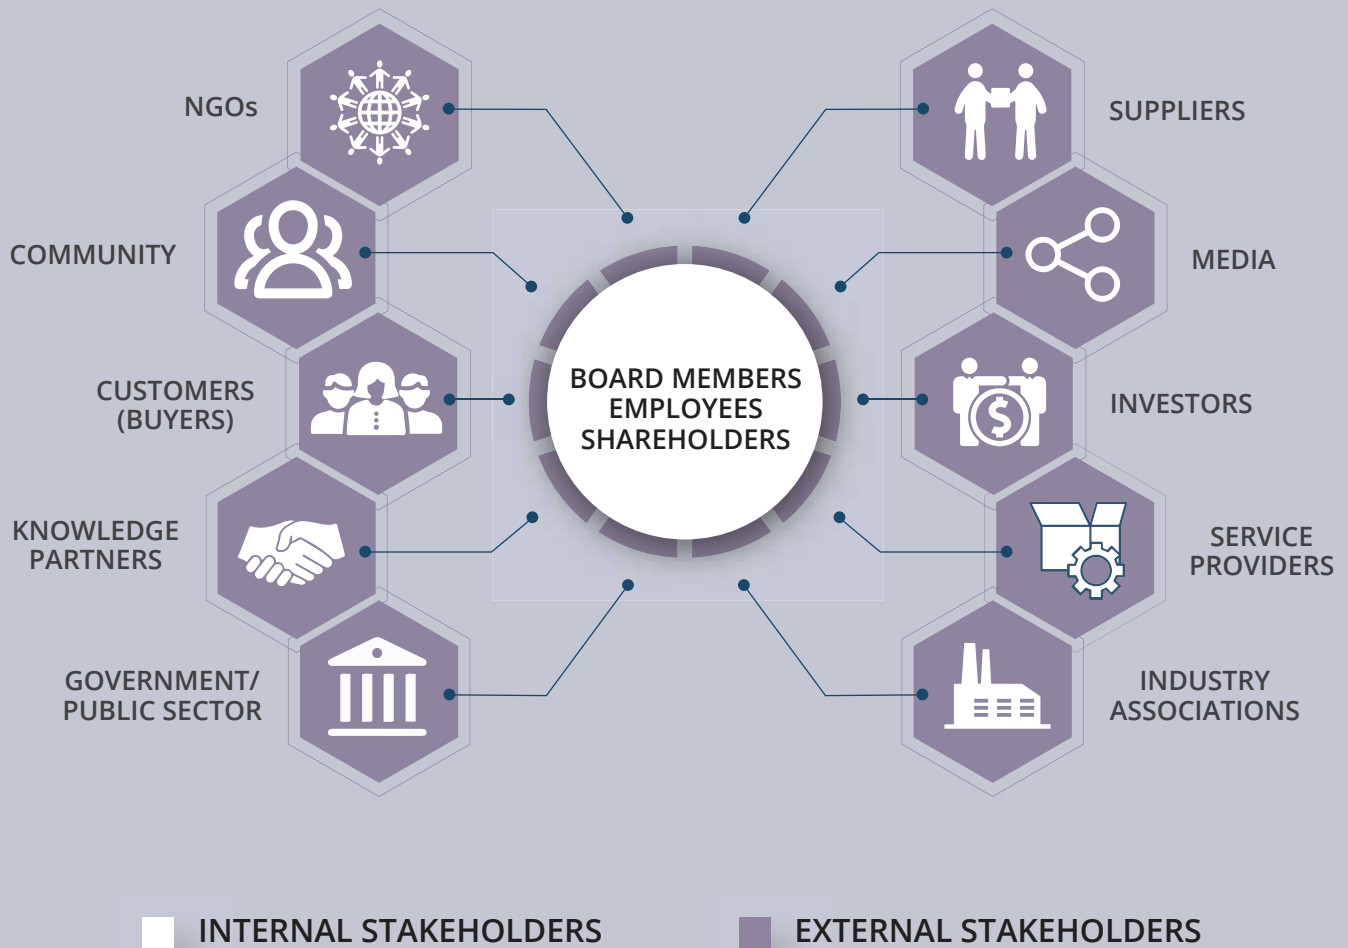 NGOs
COMMUNITY
CUSTOMERS
(BUYERS)
KNOWLEDGE
PARTNERS
GOVERNMENT/
PUBLIC SECTOR
BOARD MEMBERS
EMPLOYEES
SHAREHOLDERS
SUPPLIERS
MEDIA
INVESTORS
SERVICE
PROVIDERS
INDUSTRY
ASSOCIATIONS
INTERNAL STAKEHOLDERS
EXTERNAL STAKEHOLDERS